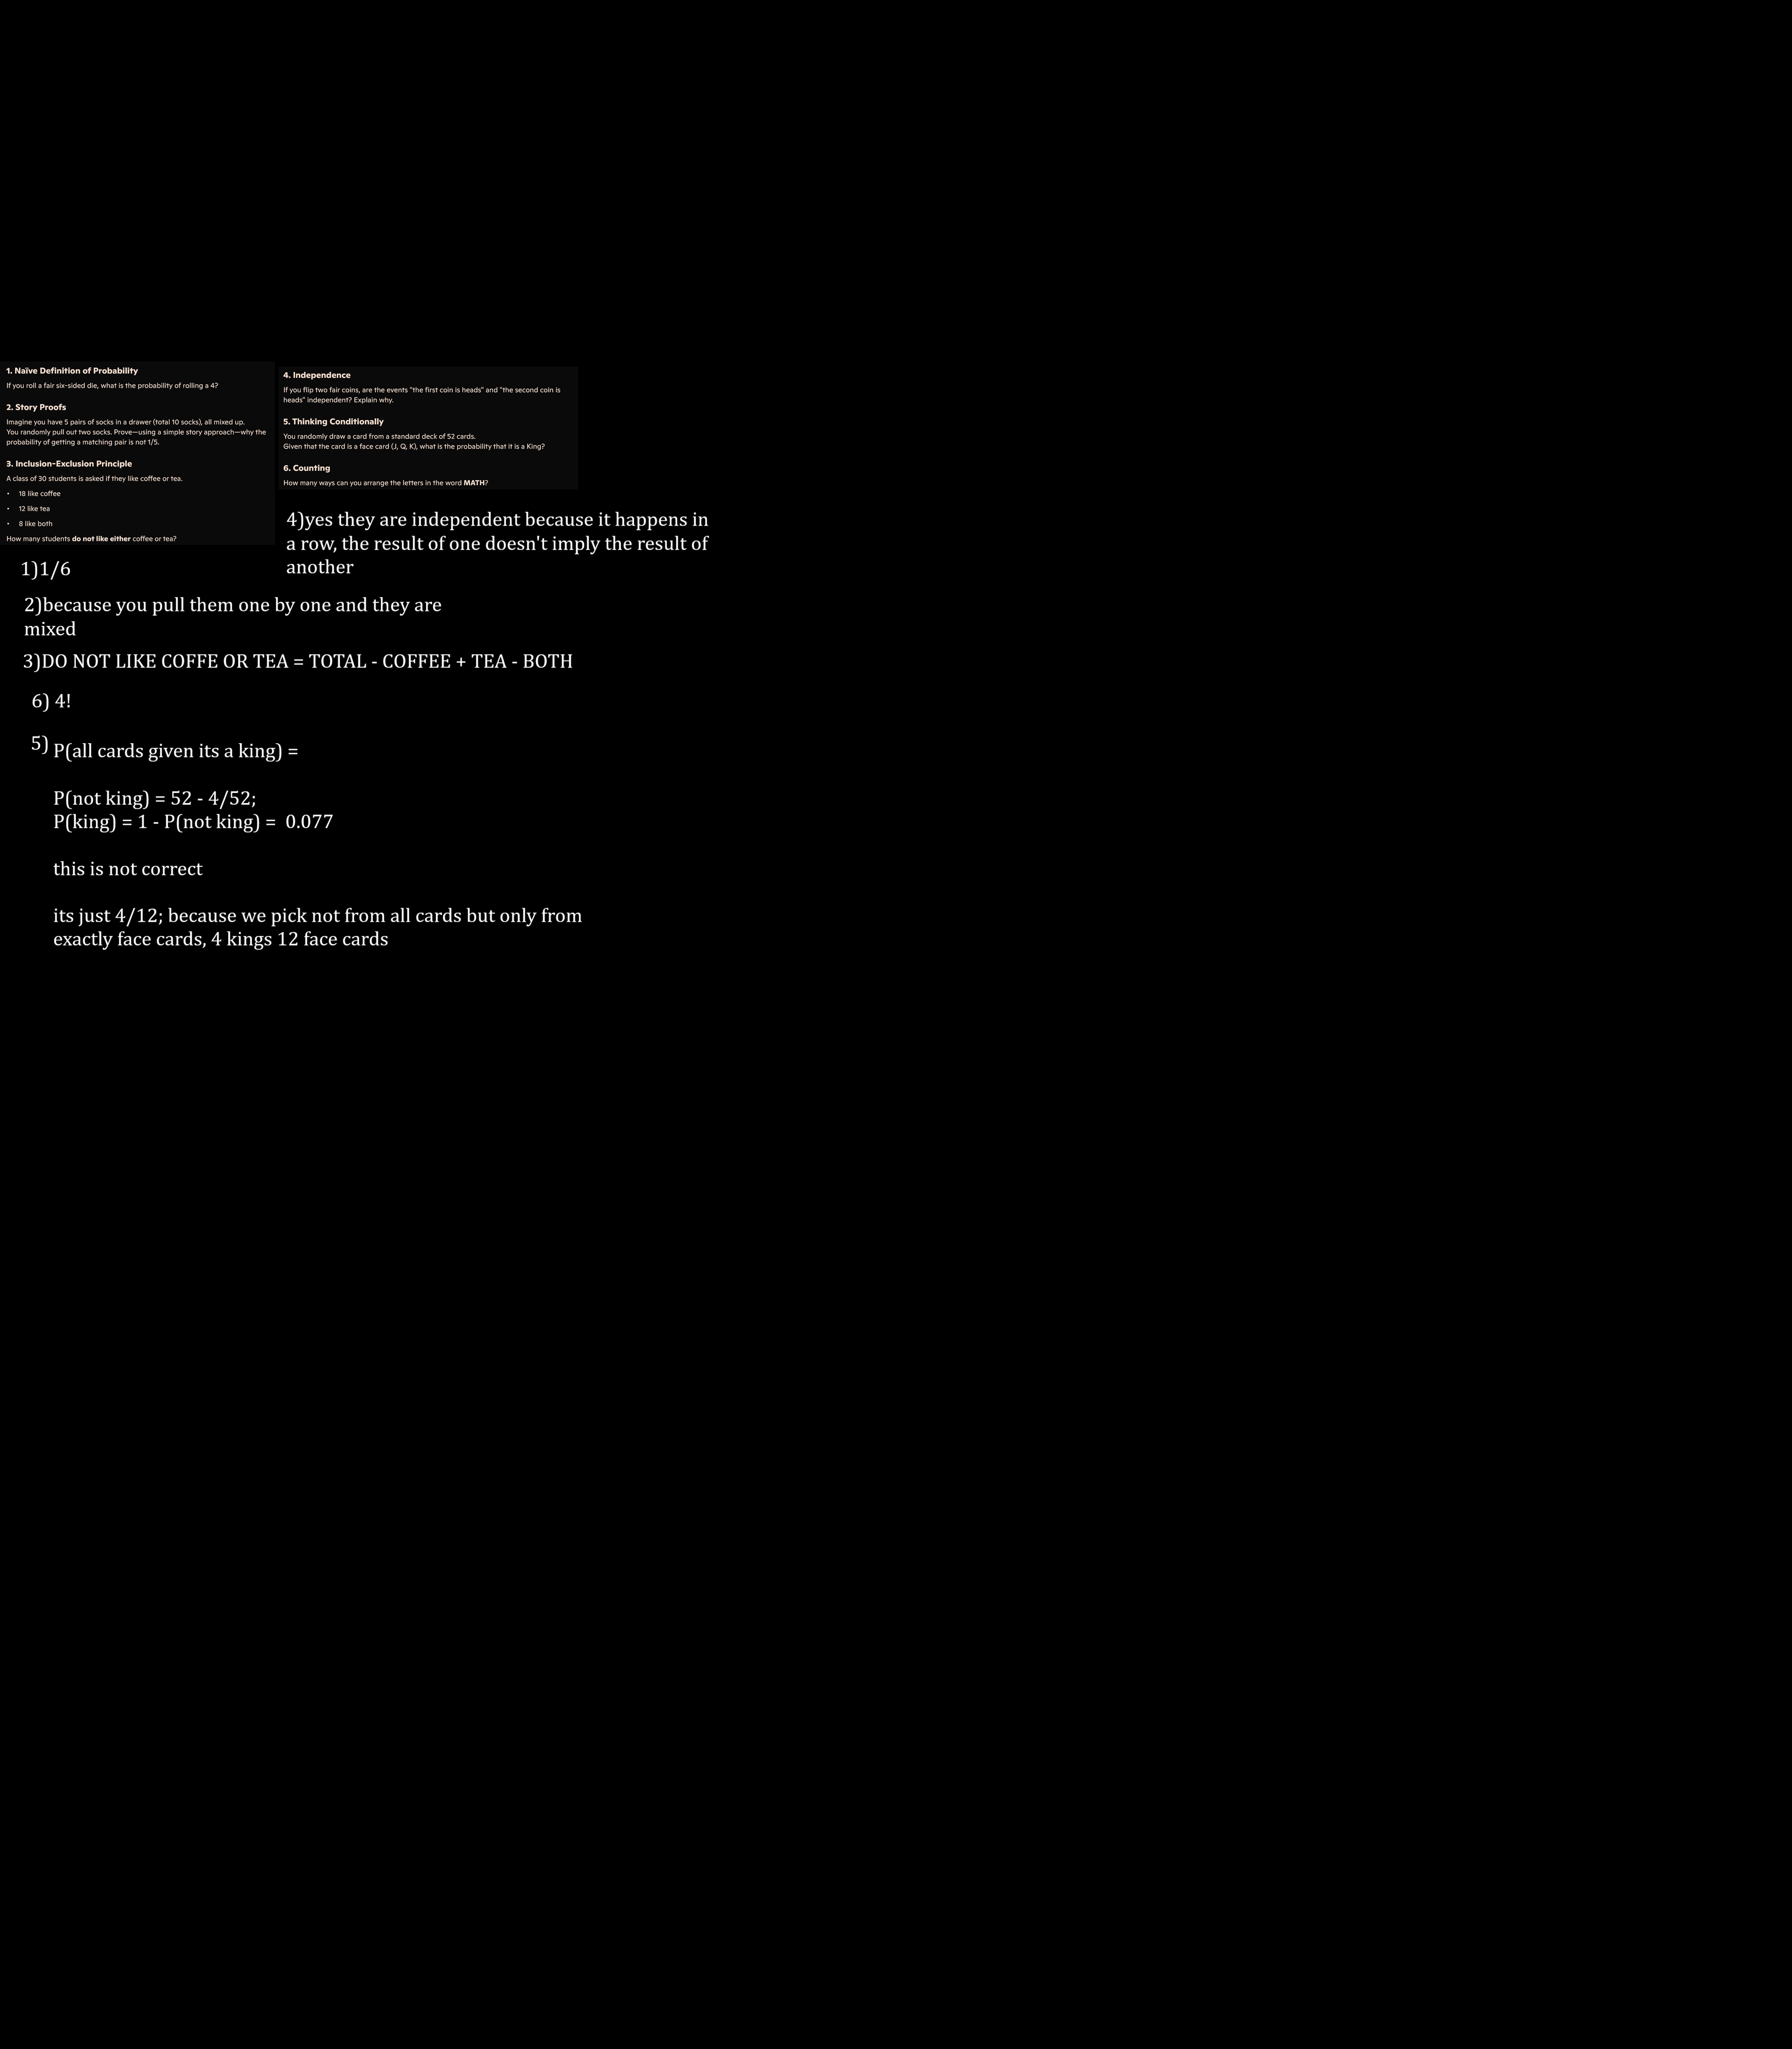 1. Naïve Definition of Probability
If you roll a fair six-sided die, what is the probability of rolling a 4?
2. Story Proofs
Imagine you have 5 pairs of socks in a drawer (total 10 socks), all mixed up.
You randomly pull out two socks. Prove—using a simple story approach—why the
probability of getting a matching pair is not 1/5.
3. Inclusion-Exclusion Principle
A class of 30 students is asked if they like coffee or tea.
• 18 like coffee
• 12 like tea
• 8 like both
How many students do not like either coffee or tea?
4. Independence
If you flip two fair coins, are the events "the first coin is heads" and "the second coin is
heads" independent? Explain why.
5. Thinking Conditionally
You randomly draw a card from a standard deck of 52 cards.
Given that the card is a face card (J, Q, K), what is the probability that it is a King?
6. Counting
How many ways can you arrange the letters in the word MATH?
4)yes they are independent because it happens in
a row, the result of one doesn't imply the result of
another
1)1/6
2)because you pull them one by one and they are
mixed
3)DO NOT LIKE COFFE OR TEA = TOTAL - COFFEE + TEA - BOTH
6) 4!
5) P(all cards given its a king) =
P(not king) = 52 - 4/52;
P(king) = 1 - P(not king) =  0.077
this is not correct
its just 4/12; because we pick not from all cards but only from
exactly face cards, 4 kings 12 face cards